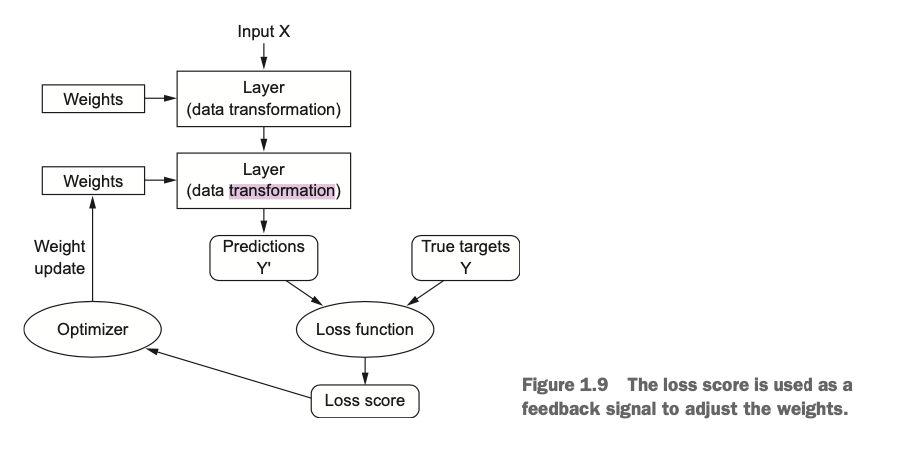 Input X
Weights
Layer
(data transformation)
Weights
Layer
(data transformation)
Weight
update
Predictions
Y'
True targets
Y
Optimizer
Loss function
Loss score
Figure 1.9 The loss score is used as a
feedback signal to adjust the weights.